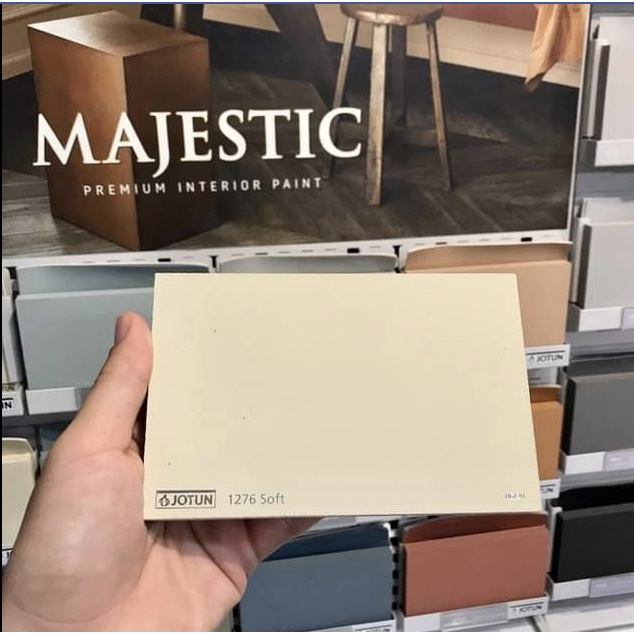 MAJESTIC
PREMIUM INTERIOR PAINT
JOTUN
JOTUN 1276 Soft
JOTUN